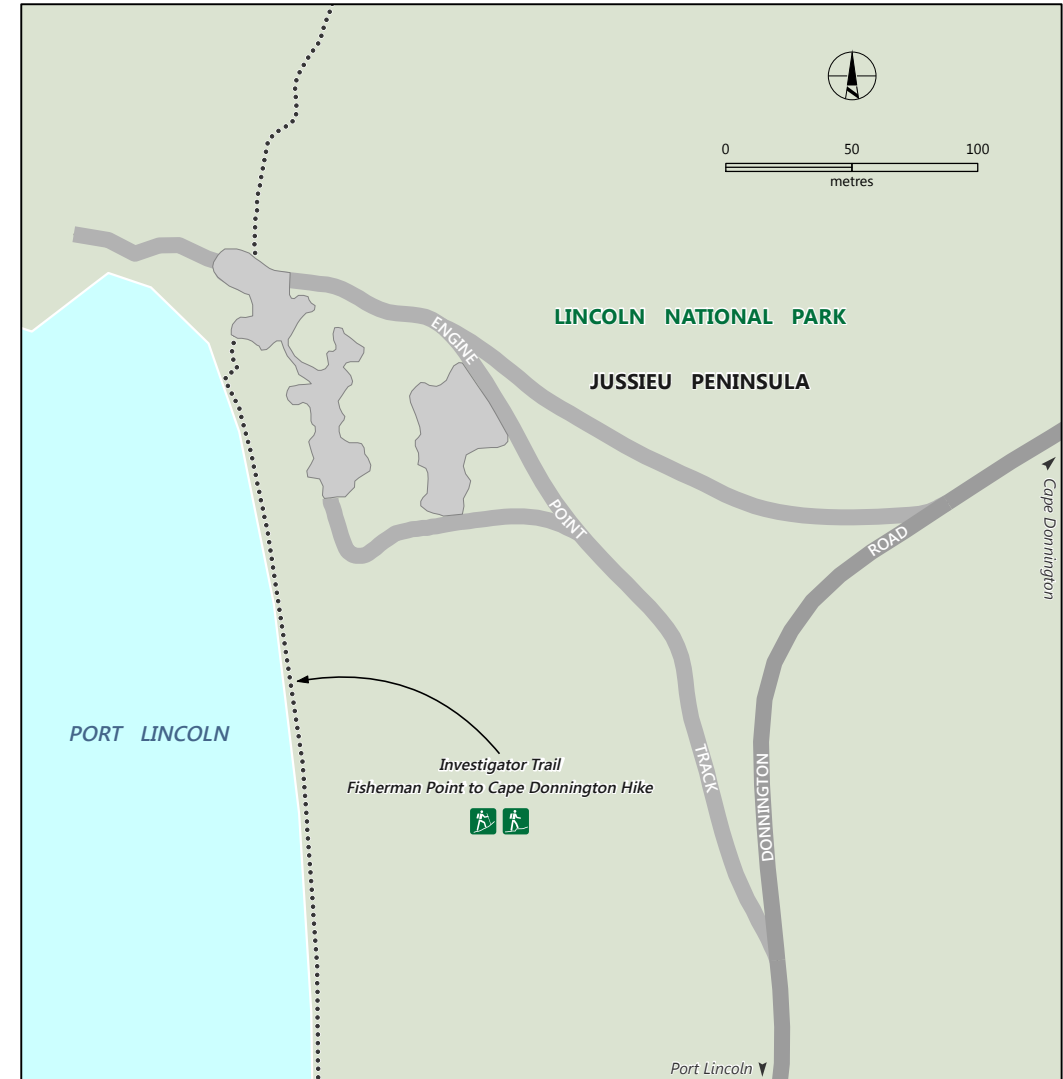 0 50 100
metres
LINCOLN NATIONAL PARK
ENGINE
JUSSIEU PENINSULA
POINT
ROAD
Cape Donnington
PORT LINCOLN
TRACK
Investigator Trail
Fisherman Point to Cape Donnington Hike
DONNINGTON
Port Lincoln